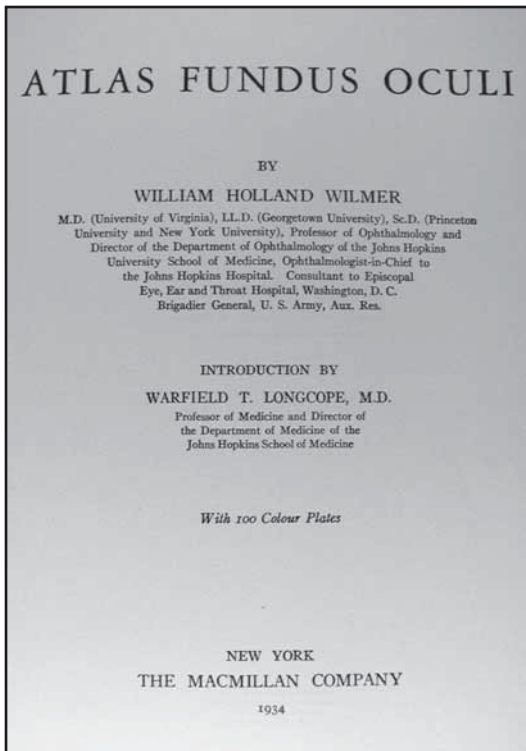 ATLAS FUNDUS OCULI
BY
WILLIAM HOLLAND WILMER
M.D. (University of Virginia), LL.D. (Georgetown University), Sc.D. (Princeton
University and New York University), Professor of Ophthalmology and
Director of the Department of Ophthalmology of the Johns Hopkins
University School of Medicine, Ophthalmologist-in-Chief to
the Johns Hopkins Hospital. Consultant to Episcopal
Eye, Ear and Throat Hospital, Washington, D. C.
Brigadier General, U. S. Army, Aux. Res.
INTRODUCTION BY
WARFIELD T. LONGCOPE, M.D.
Professor of Medicine and Director of
the Department of Medicine of the
Johns Hopkins School of Medicine
With 100 Colour Plates
NEW YORK
THE MACMILLAN COMPANY
1934